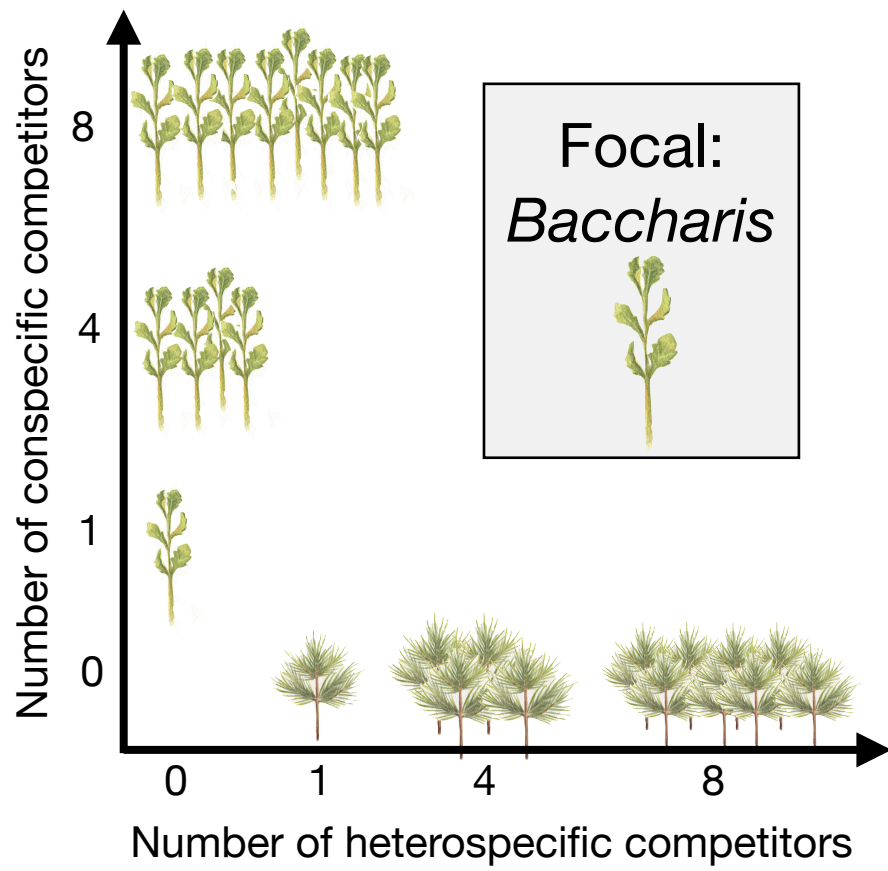 Number of conspecific competitors
8
4
1
0
Focal:
Baccharis
0 1 4 8
Number of heterospecific competitors